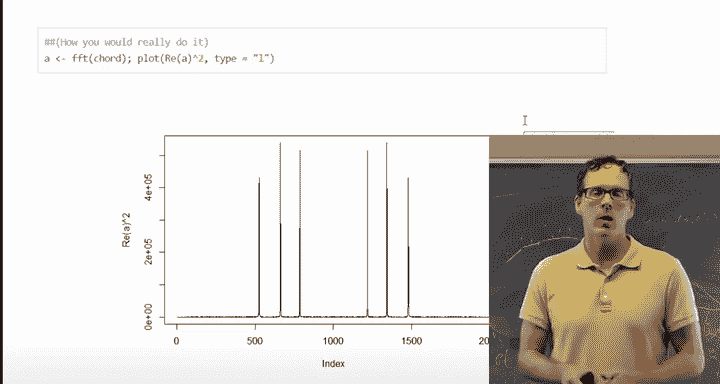 ##(How you would really do it)
a <- fft(chord); plot(Re(a)^2, type = "l")
Re(a)^2
4e+05
2e+05
0e+00
0
500
1000
1500
Index